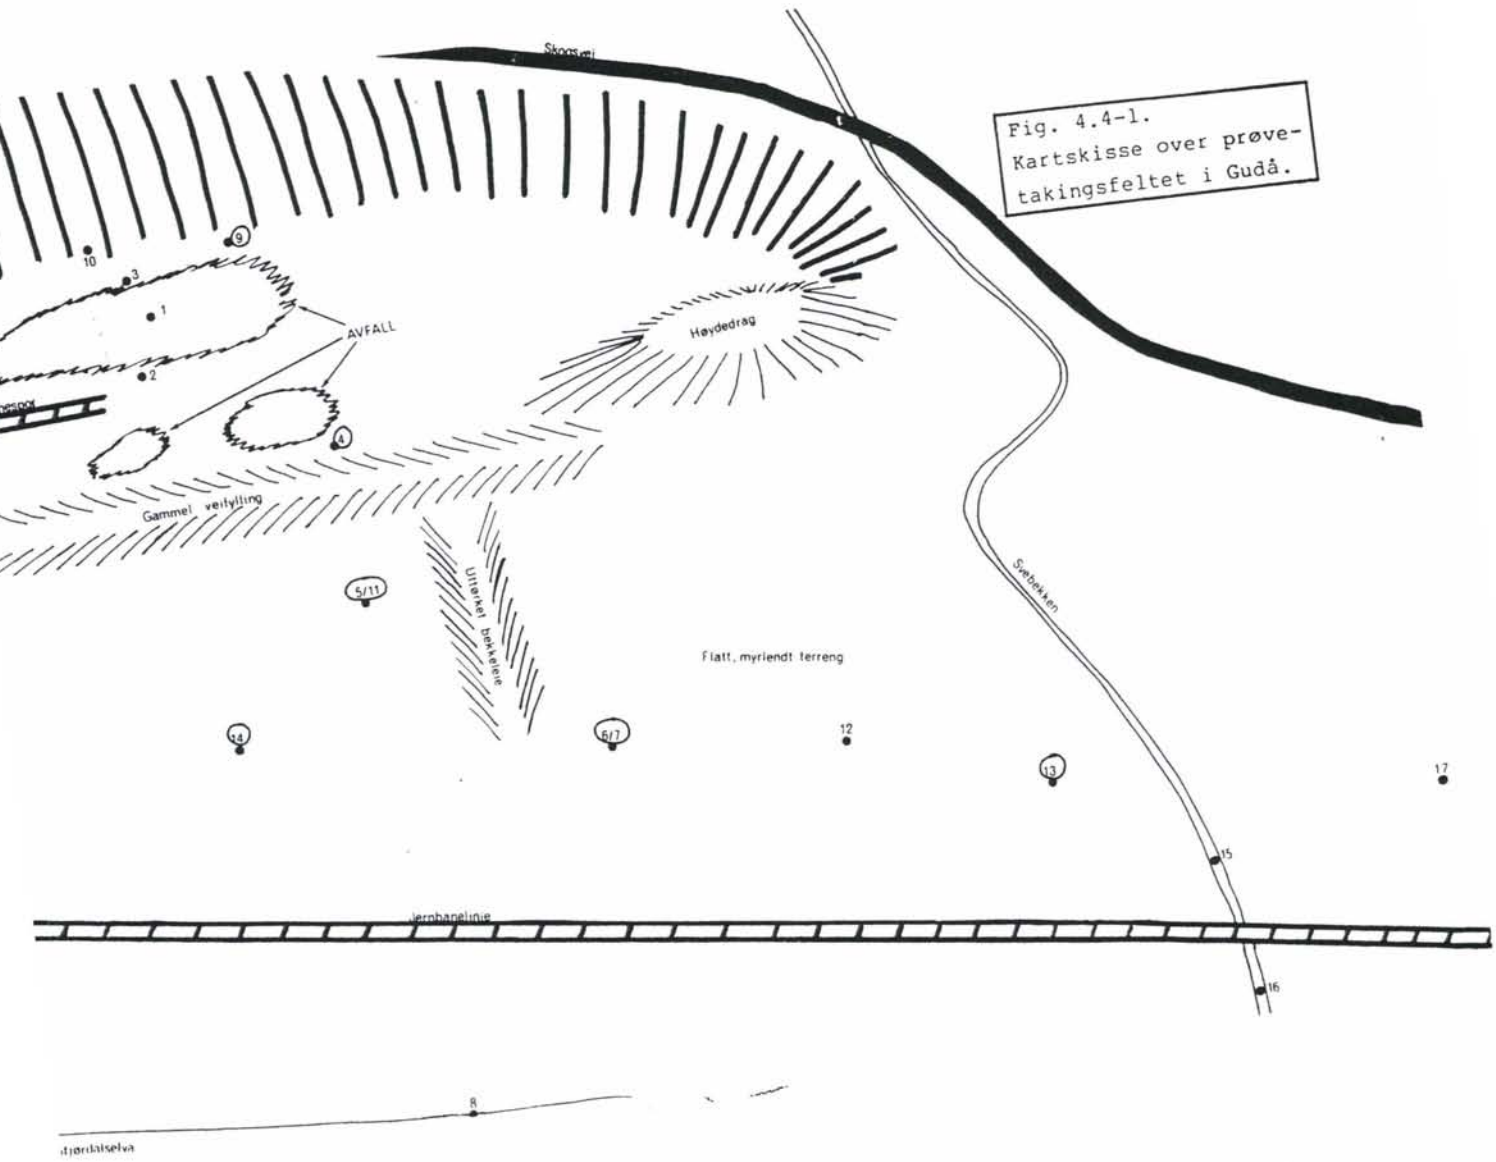 Skogsvei
Fig. 4.4-1.
Kartskisse over prøve-
takingsfeltet i Gudå.
9
10
3
1
AVFALL
Høydedrag
2
4
Gammel veifylling
5/11
Uttørket bekkeleie
Svebekken
Flatt, myrlendt terreng
14
6/7
12
13
17
15
Jernbanelinie
16
8